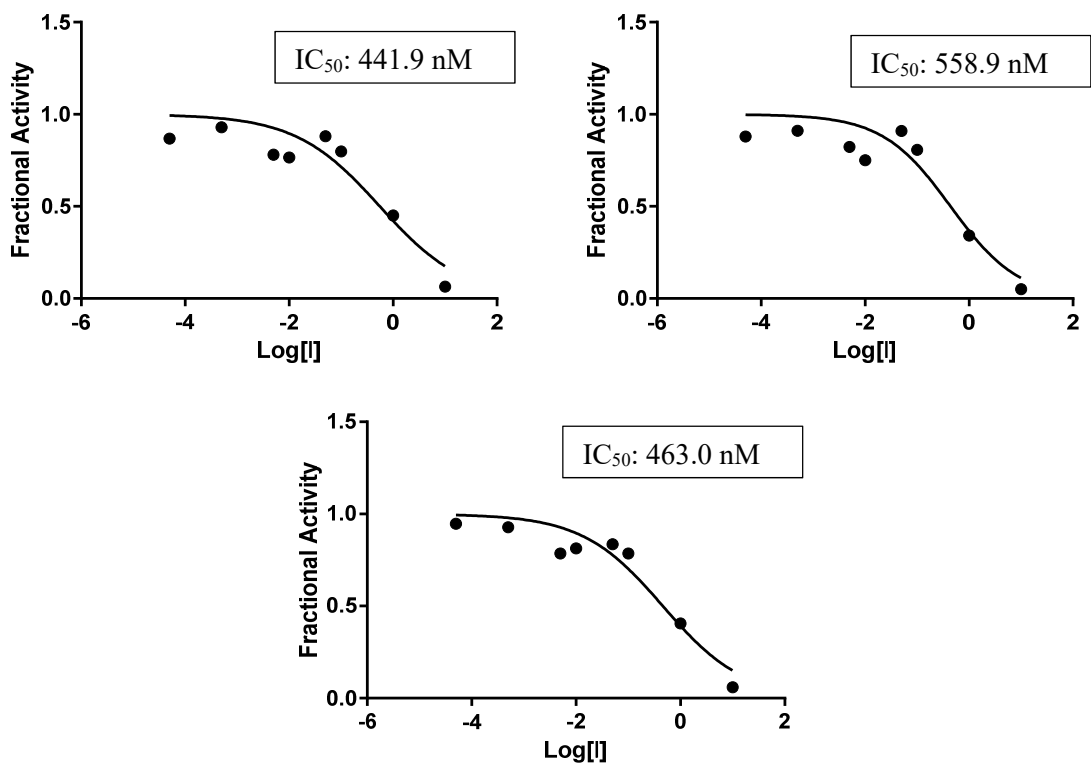 IC₅₀: 441.9 nM
1.5
1.0
0.5
0.0
Fractional Activity
-6 -4 -2 0 2
Log[I]
IC₅₀: 558.9 nM
1.5
1.0
0.5
0.0
Fractional Activity
-6 -4 -2 0 2
Log[I]
IC₅₀: 463.0 nM
1.5
1.0
0.5
0.0
Fractional Activity
-6 -4 -2 0 2
Log[I]